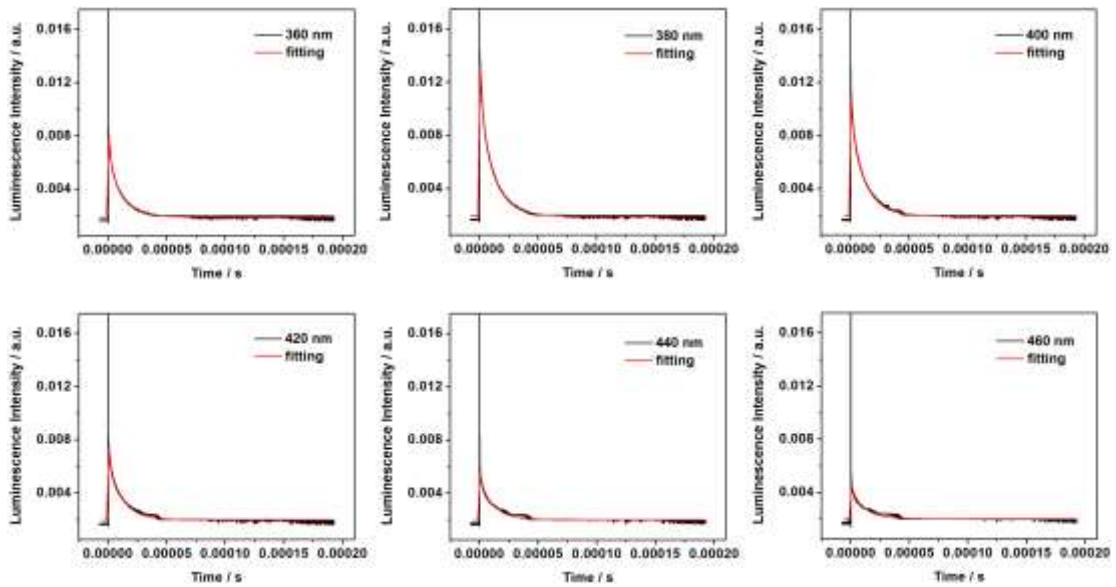 Luminescence Intensity / a.u.
0.016
0.012
0.008
0.004
360 nm
fitting
0.00000 0.00005 0.00010 0.00015 0.00020
Time / s
Luminescence Intensity / a.u.
0.016
0.012
0.008
0.004
380 nm
fitting
0.00000 0.00005 0.00010 0.00015 0.00020
Time / s
Luminescence Intensity / a.u.
0.016
0.012
0.008
0.004
400 nm
fitting
0.00000 0.00005 0.00010 0.00015 0.00020
Time / s
Luminescence Intensity / a.u.
0.016
0.012
0.008
0.004
420 nm
fitting
0.00000 0.00005 0.00010 0.00015 0.00020
Time / s
Luminescence Intensity / a.u.
0.016
0.012
0.008
0.004
440 nm
fitting
0.00000 0.00005 0.00010 0.00015 0.00020
Time / s
Luminescence Intensity / a.u.
0.016
0.012
0.008
0.004
460 nm
fitting
0.00000 0.00005 0.00010 0.00015 0.00020
Time / s